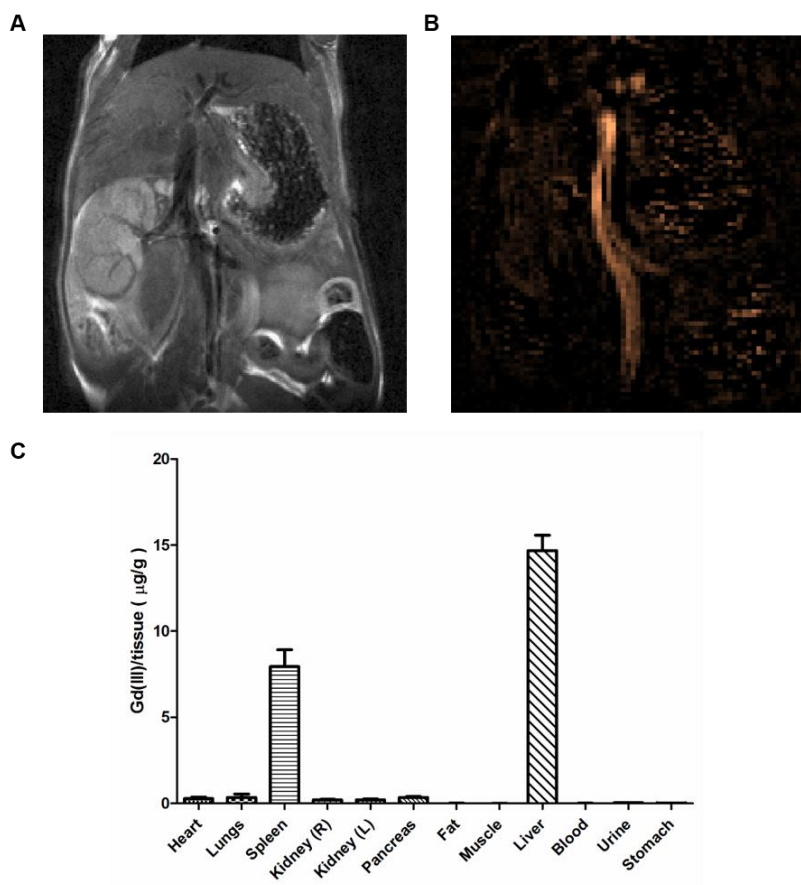 A
B
C
20
15
10
5
0
Gd(III)/tissue ( µg/g )
Heart
Lungs
Spleen
Kidney (R)
Kidney (L)
Pancreas
Fat
Muscle
Liver
Blood
Urine
Stomach